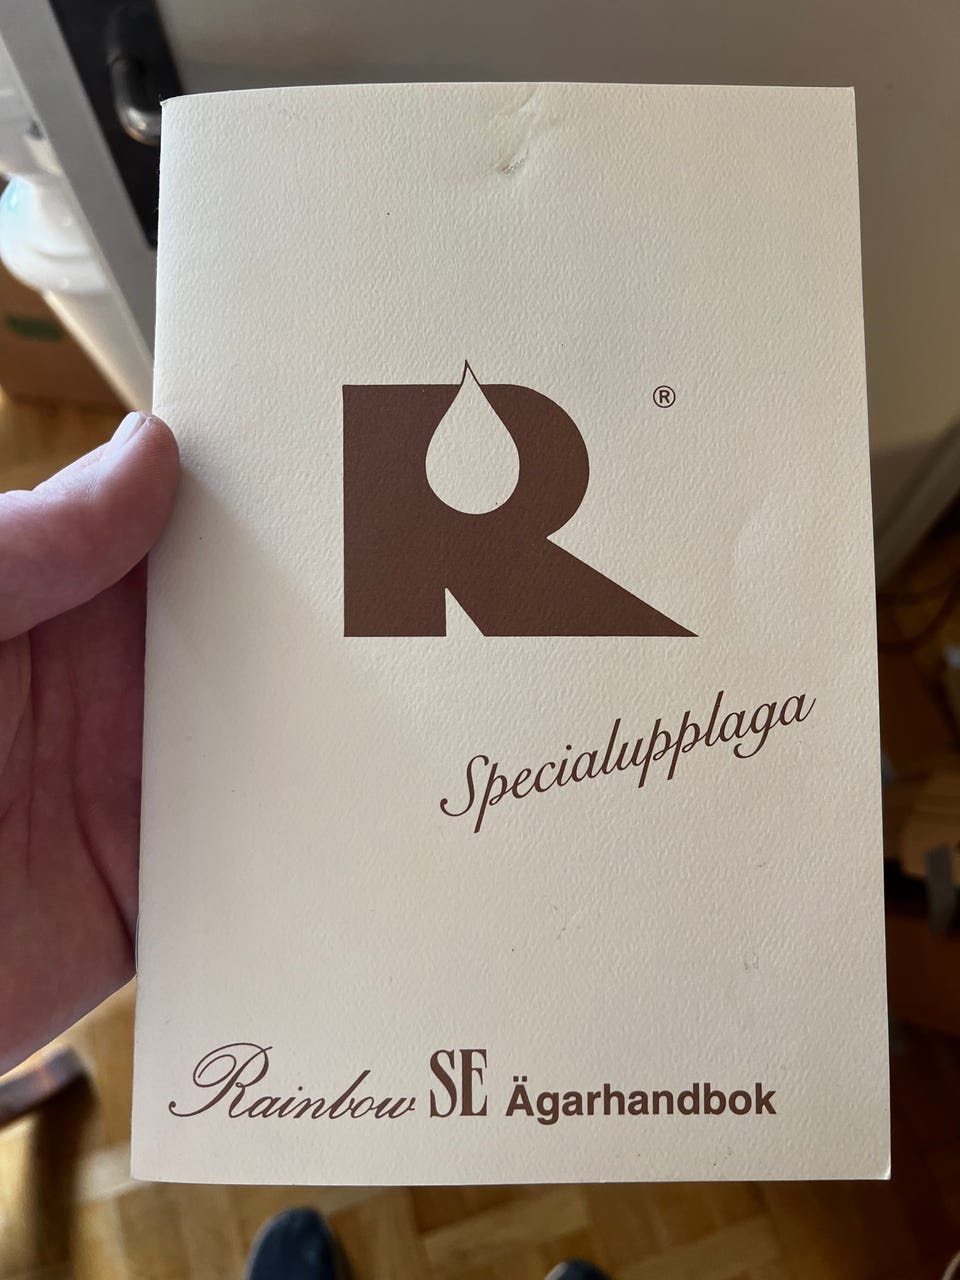 R ®
Specialupplaga
Rainbow SE Ägarhandbok